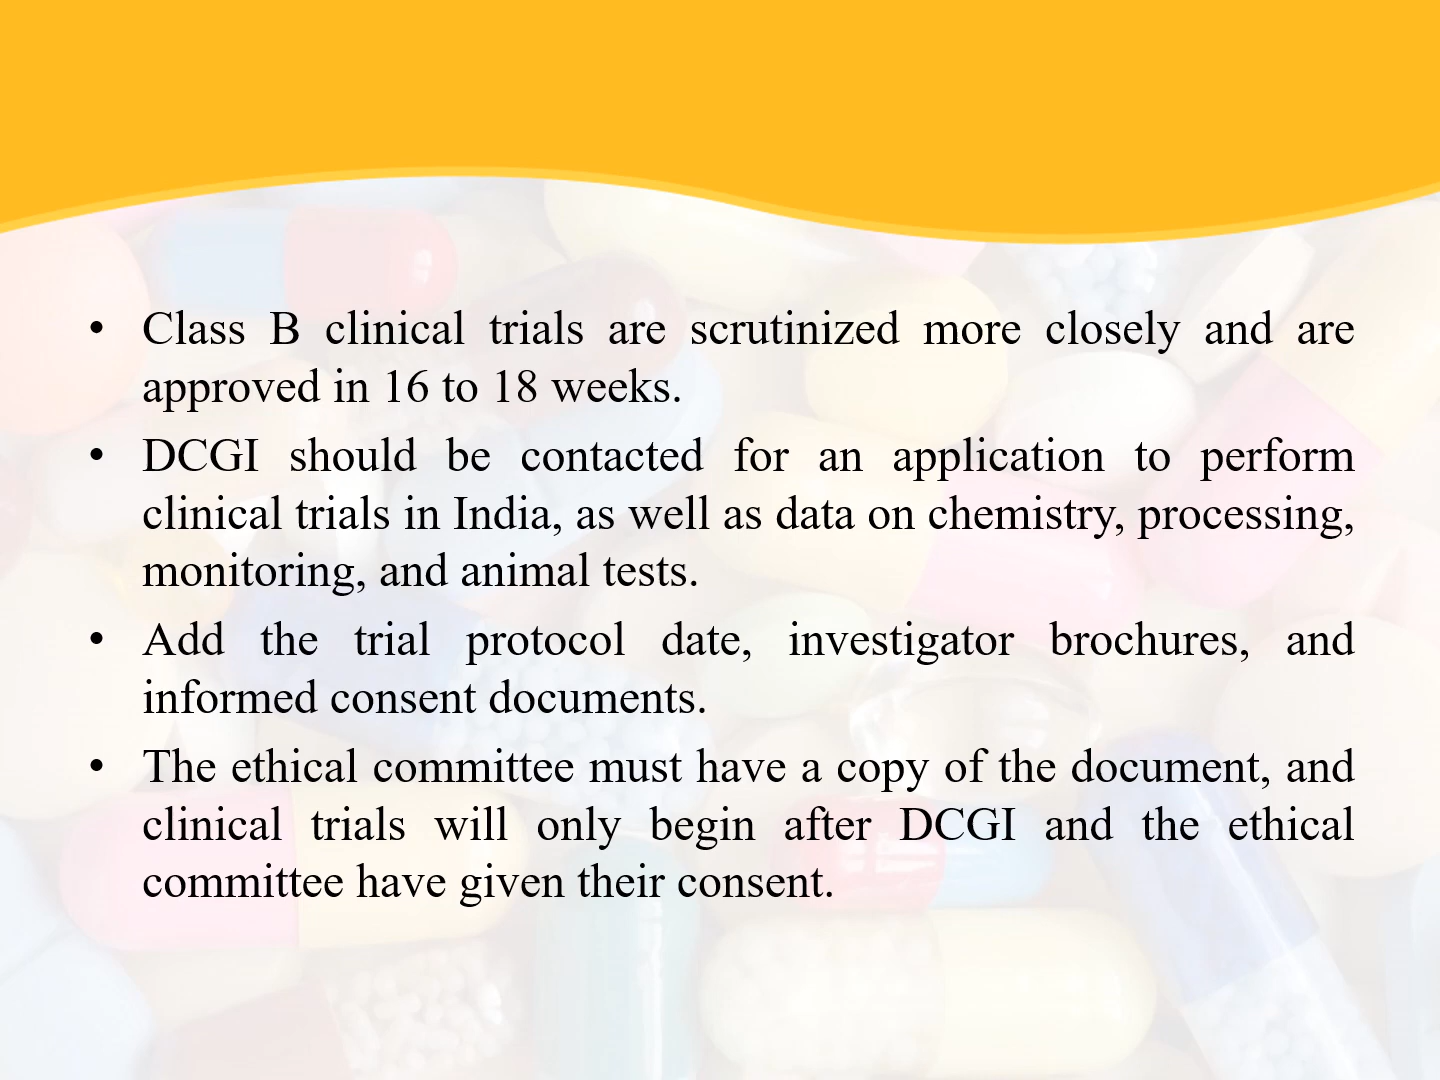 • Class B clinical trials are scrutinized more closely and are
approved in 16 to 18 weeks.
• DCGI should be contacted for an application to perform
clinical trials in India, as well as data on chemistry, processing,
monitoring, and animal tests.
• Add the trial protocol date, investigator brochures, and
informed consent documents.
• The ethical committee must have a copy of the document, and
clinical trials will only begin after DCGI and the ethical
committee have given their consent.